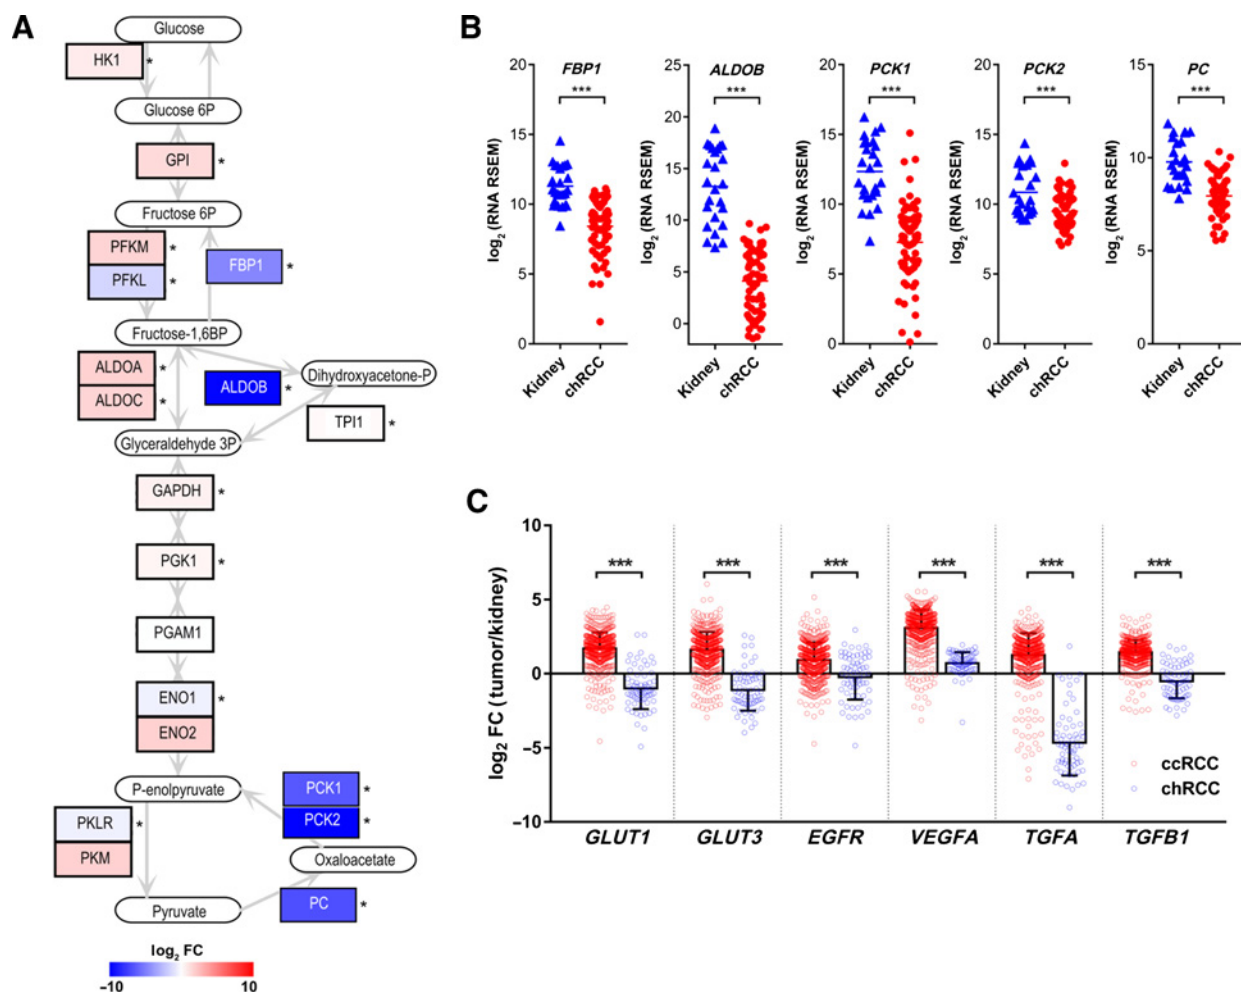 A
Glucose
HK1 *
Glucose 6P
GPI *
Fructose 6P
PFKM *
PFKL *
FBP1 *
Fructose-1,6BP
ALDOA *
ALDOC *
ALDOB *
Dihydroxyacetone-P
TPI1 *
Glyceraldehyde 3P
GAPDH *
PGK1 *
PGAM1
ENO1 *
ENO2
P-enolpyruvate
PCK1 *
PCK2 *
PKLR *
PKM
Oxaloacetate
PC *
Pyruvate
log2 FC
−10 10
B
FBP1
***
log2 (RNA RSEM)
20
15
10
5
0
Kidney
chRCC
ALDOB
***
log2 (RNA RSEM)
25
20
15
10
5
0
Kidney
chRCC
PCK1
***
log2 (RNA RSEM)
20
15
10
5
0
Kidney
chRCC
PCK2
***
log2 (RNA RSEM)
20
15
10
5
0
Kidney
chRCC
PC
***
log2 (RNA RSEM)
15
10
5
0
Kidney
chRCC
C
log2 FC (tumor/kidney)
10
5
0
−5
−10
*** *** *** *** *** ***
ccRCC
chRCC
GLUT1 GLUT3 EGFR VEGFA TGFA TGFB1